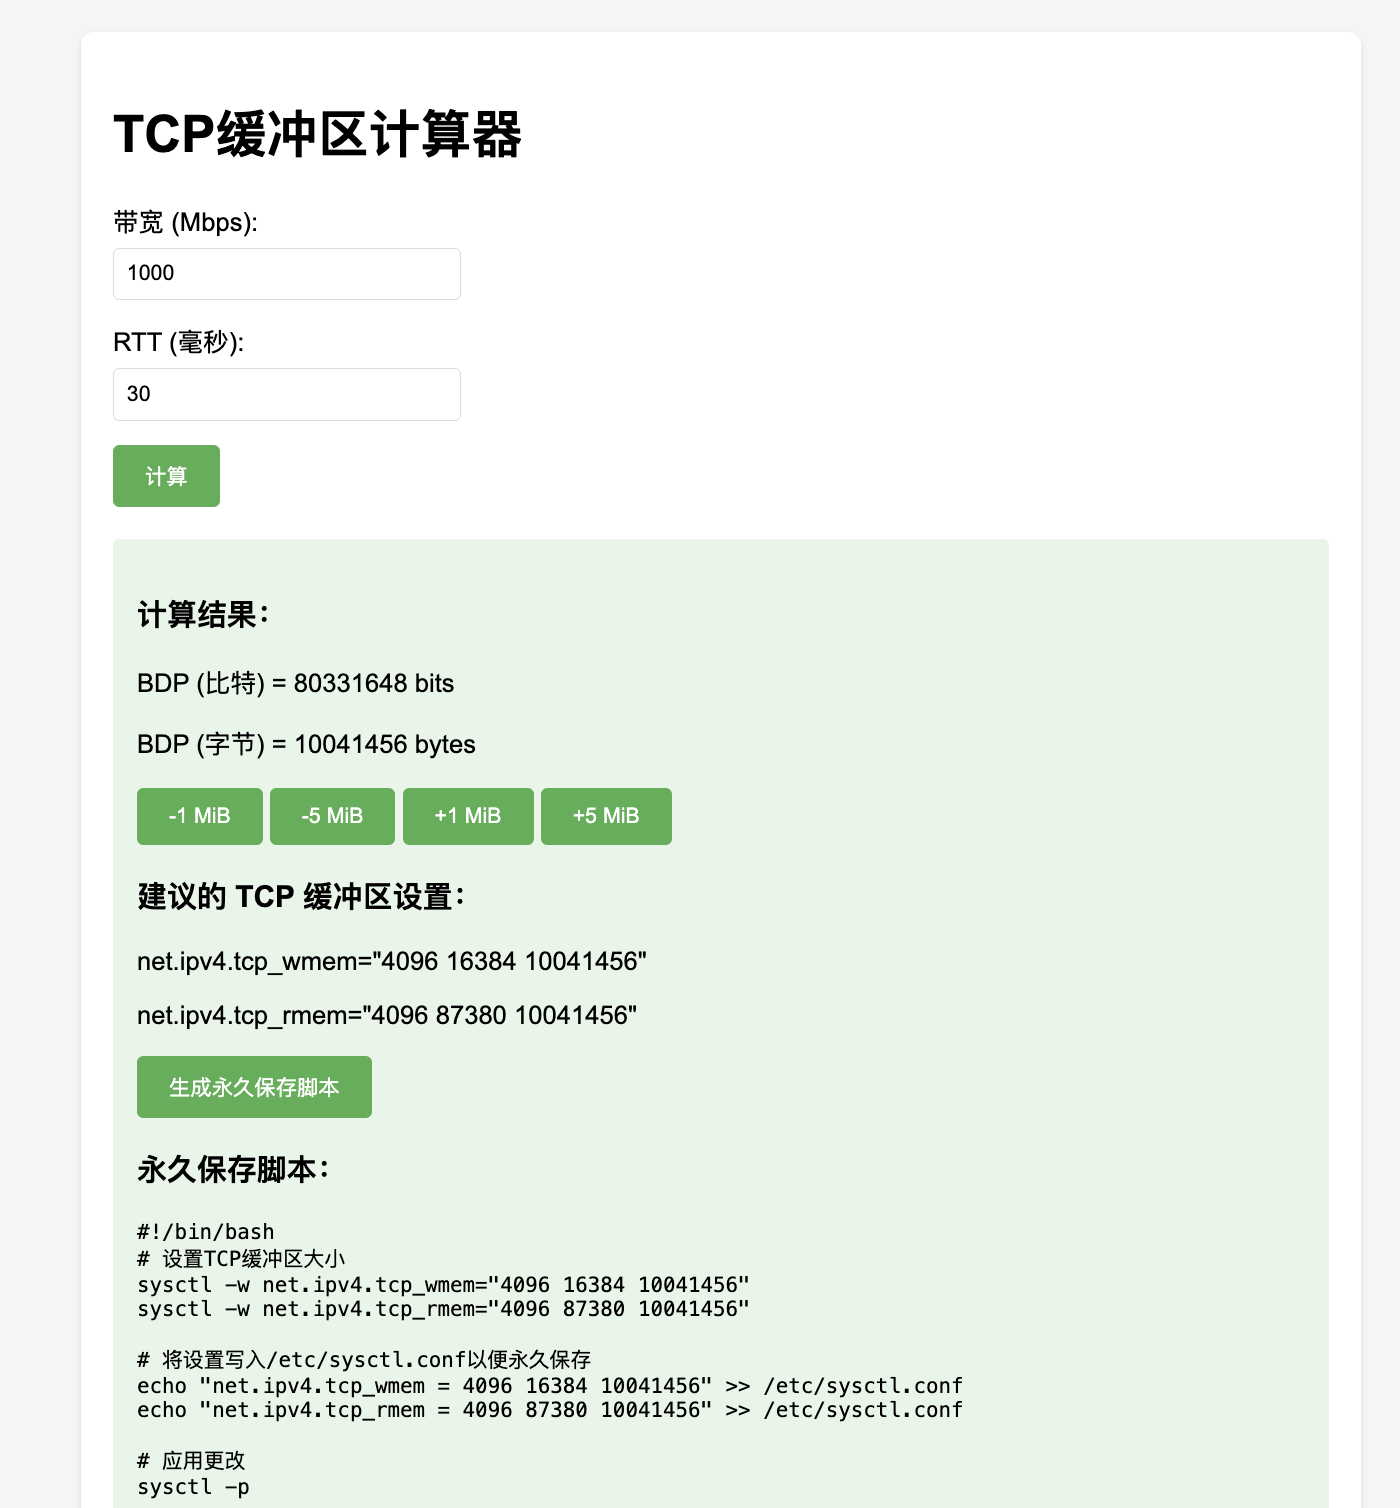 TCP缓冲区计算器
带宽 (Mbps):
1000
RTT (毫秒):
30
计算
计算结果：
BDP (比特) = 80331648 bits
BDP (字节) = 10041456 bytes
-1 MiB -5 MiB +1 MiB +5 MiB
建议的 TCP 缓冲区设置：
net.ipv4.tcp_wmem="4096 16384 10041456"
net.ipv4.tcp_rmem="4096 87380 10041456"
生成永久保存脚本
永久保存脚本：
#!/bin/bash
# 设置TCP缓冲区大小
sysctl -w net.ipv4.tcp_wmem="4096 16384 10041456"
sysctl -w net.ipv4.tcp_rmem="4096 87380 10041456"
# 将设置写入/etc/sysctl.conf以便永久保存
echo "net.ipv4.tcp_wmem = 4096 16384 10041456" >> /etc/sysctl.conf
echo "net.ipv4.tcp_rmem = 4096 87380 10041456" >> /etc/sysctl.conf
# 应用更改
sysctl -p